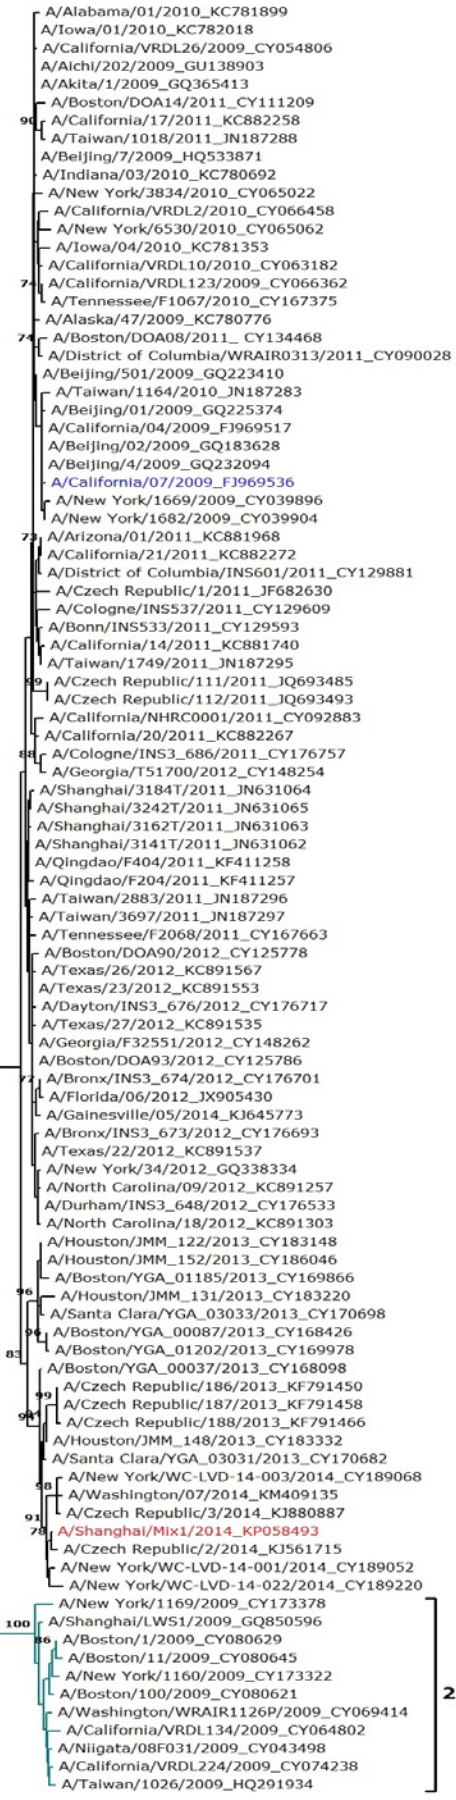 A/Alabama/01/2010_KC781899
A/Iowa/01/2010_KC782018
A/California/VRDL26/2009_CY054806
A/Aichi/202/2009_GU138903
A/Akita/1/2009_GQ365413
A/Boston/DOA14/2011_CY111209
90
A/California/17/2011_KC882258
A/Taiwan/1018/2011_JN187288
A/Beijing/7/2009_HQ533871
A/Indiana/03/2010_KC780692
A/New York/3834/2010_CY065022
A/California/VRDL2/2010_CY066458
A/New York/6530/2010_CY065062
A/Iowa/04/2010_KC781353
A/California/VRDL10/2010_CY063182
A/California/VRDL123/2009_CY066362
A/Tennessee/F1067/2010_CY167375
A/Alaska/47/2009_KC780776
74
A/Boston/DOA08/2011_ CY134468
A/District of Columbia/WRAIR0313/2011_CY090028
A/Beijing/501/2009_GQ223410
A/Taiwan/1164/2010_JN187283
A/Beijing/01/2009_GQ225374
A/California/04/2009_FJ969517
A/Beijing/02/2009_GQ183628
A/Beijing/4/2009_GQ232094
A/California/07/2009_FJ969536
A/New York/1669/2009_CY039896
A/New York/1682/2009_CY039904
73
A/Arizona/01/2011_KC881968
A/California/21/2011_KC882272
A/District of Columbia/INS601/2011_CY129881
A/Czech Republic/1/2011_JF682630
A/Cologne/INS537/2011_CY129609
A/Bonn/INS533/2011_CY129593
A/California/14/2011_KC881740
A/Taiwan/1749/2011_JN187295
99
A/Czech Republic/111/2011_JQ693485
A/Czech Republic/112/2011_JQ693493
A/California/NHRC0001/2011_CY092883
A/California/20/2011_KC882267
88
A/Cologne/INS3_686/2011_CY176757
A/Georgia/T51700/2012_CY148254
A/Shanghai/3184T/2011_JN631064
A/Shanghai/3242T/2011_JN631065
A/Shanghai/3162T/2011_JN631063
A/Shanghai/3141T/2011_JN631062
A/Qingdao/F404/2011_KF411258
A/Qingdao/F204/2011_KF411257
A/Taiwan/2883/2011_JN187296
A/Taiwan/3697/2011_JN187297
A/Tennessee/F2068/2011_CY167663
A/Boston/DOA90/2012_CY125778
A/Texas/26/2012_KC891567
A/Texas/23/2012_KC891553
A/Dayton/INS3_676/2012_CY176717
A/Texas/27/2012_KC891535
A/Georgia/F32551/2012_CY148262
A/Boston/DOA93/2012_CY125786
77
A/Bronx/INS3_674/2012_CY176701
A/Florida/06/2012_JX905430
A/Gainesville/05/2014_KJ645773
A/Bronx/INS3_673/2012_CY176693
A/Texas/22/2012_KC891537
A/New York/34/2012_GQ338334
A/North Carolina/09/2012_KC891257
A/Durham/INS3_648/2012_CY176533
A/North Carolina/18/2012_KC891303
A/Houston/JMM_122/2013_CY183148
A/Houston/JMM_152/2013_CY186046
A/Boston/YGA_01185/2013_CY169866
96
A/Houston/JMM_131/2013_CY183220
A/Santa Clara/YGA_03033/2013_CY170698
96
A/Boston/YGA_00087/2013_CY168426
A/Boston/YGA_01202/2013_CY169978
83
A/Boston/YGA_00037/2013_CY168098
99
A/Czech Republic/186/2013_KF791450
A/Czech Republic/187/2013_KF791458
A/Czech Republic/188/2013_KF791466
A/Houston/JMM_148/2013_CY183332
A/Santa Clara/YGA_03031/2013_CY170682
98
A/New York/WC-LVD-14-003/2014_CY189068
A/Washington/07/2014_KM409135
91
A/Czech Republic/3/2014_KJ880887
78
A/Shanghai/Mix1/2014_KP058493
A/Czech Republic/2/2014_KJ561715
A/New York/WC-LVD-14-001/2014_CY189052
A/New York/WC-LVD-14-022/2014_CY189220
A/New York/1169/2009_CY173378
100
A/Shanghai/LWS1/2009_GQ850596
86
A/Boston/1/2009_CY080629
A/Boston/11/2009_CY080645
A/New York/1160/2009_CY173322
A/Boston/100/2009_CY080621
2
A/Washington/WRAIR1126P/2009_CY069414
A/California/VRDL134/2009_CY064802
A/Niigata/08F031/2009_CY043498
A/California/VRDL224/2009_CY074238
A/Taiwan/1026/2009_HQ291934